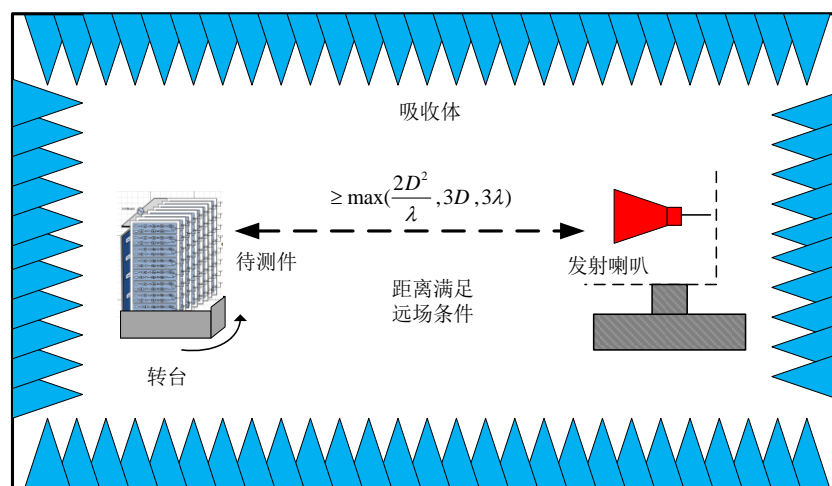 吸收体
≥ max(2D²/λ, 3D, 3λ)
待测件
发射喇叭
距离满足
远场条件
转台